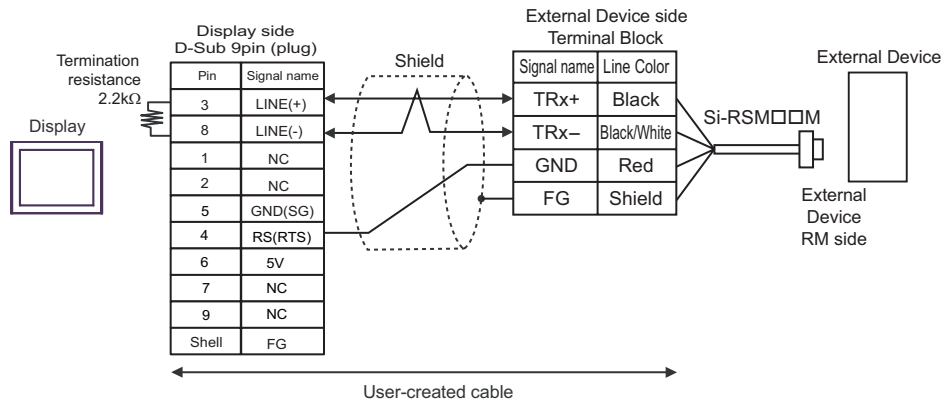 Display side
D-Sub 9pin (plug)
Termination
resistance
2.2kΩ
Display
Pin Signal name
3 LINE(+)
8 LINE(-)
1 NC
2 NC
5 GND(SG)
4 RS(RTS)
6 5V
7 NC
9 NC
Shell FG
Shield
External Device side
Terminal Block
Signal name Line Color
TRx+ Black
TRx– Black/White
GND Red
FG Shield
Si-RSM□□M
External Device
External
Device
RM side
User-created cable